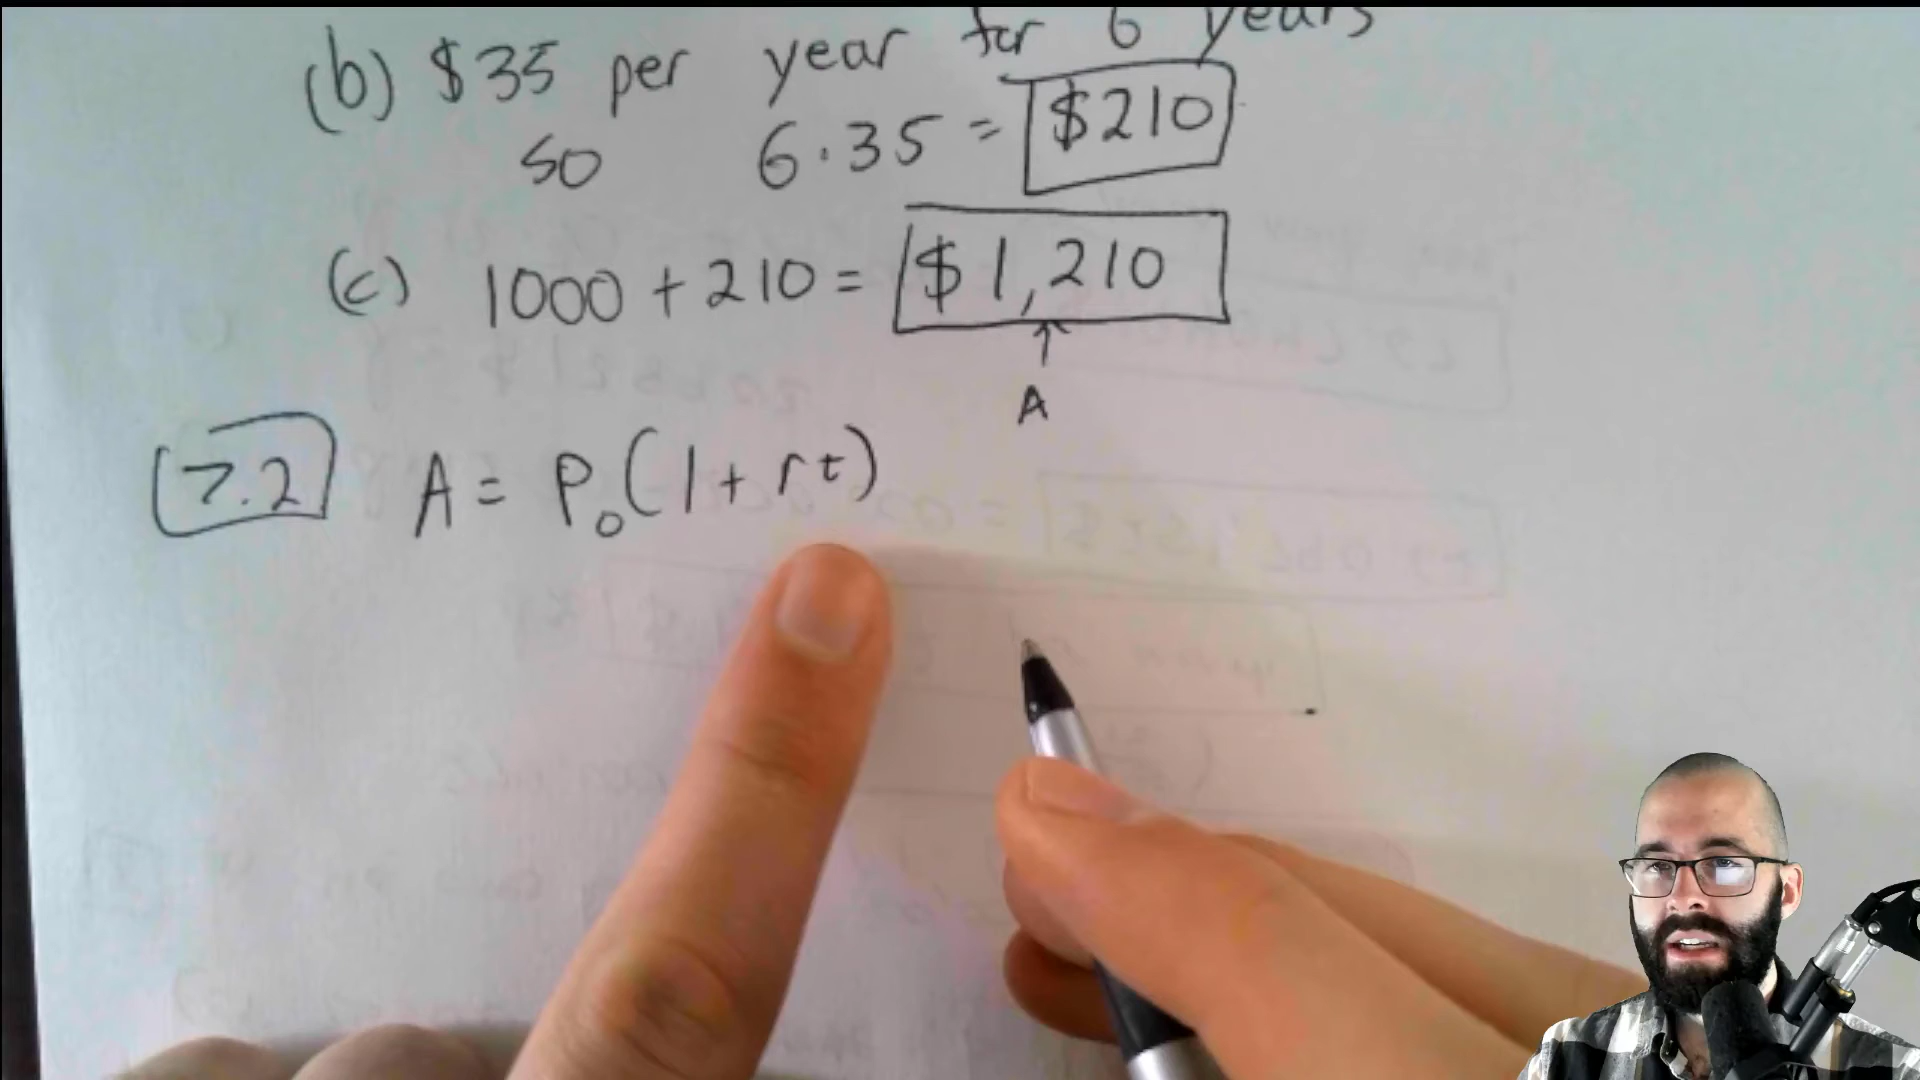 (b) $35 per year for 6 years
so 6·35 = $210
(c) 1000 + 210 = $1,210
↑
A
7.2 A = P₀(1 + rt)